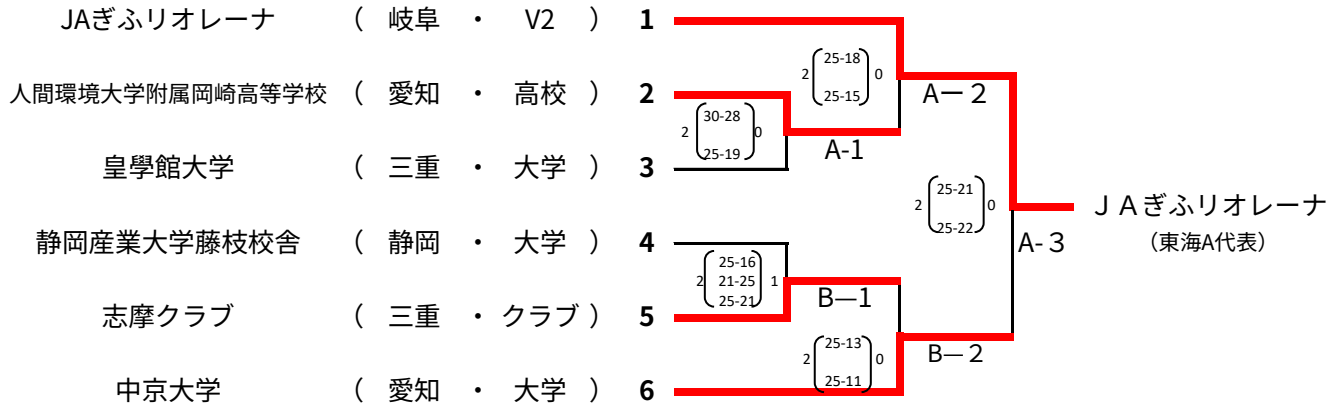 JAぎふリオレーナ （ 岐阜 ・ V2 ） 1
2 25-18 0
25-15
人間環境大学附属岡崎高等学校 （ 愛知 ・ 高校 ） 2
A－２
2 30-28 0
25-19
A-1
皇學館大学 （ 三重 ・ 大学 ） 3
2 25-21 0
25-22
ＪＡぎふリオレーナ
（東海A代表）
A-３
静岡産業大学藤枝校舎 （ 静岡 ・ 大学 ） 4
25-16
2 21-25 1
25-21
B—1
志摩クラブ （ 三重 ・ クラブ ） 5
2 25-13 0
25-11
B—２
中京大学 （ 愛知 ・ 大学 ） 6